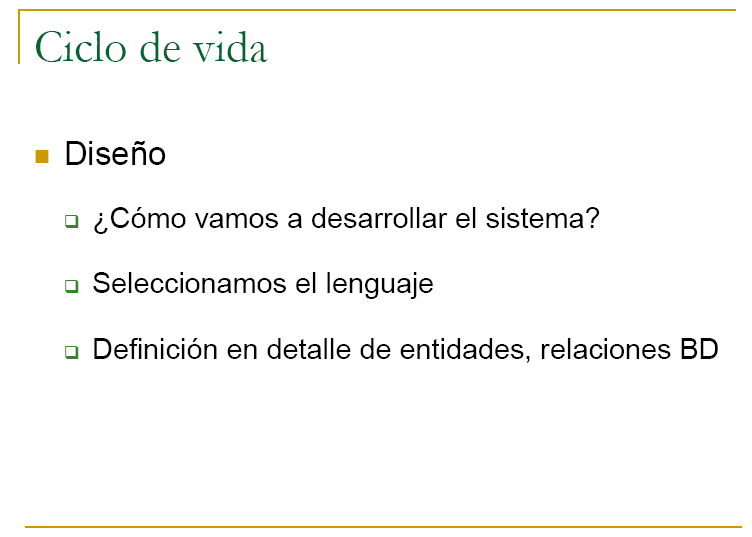 Ciclo de vida
Diseño
¿Cómo vamos a desarrollar el sistema?
Seleccionamos el lenguaje
Definición en detalle de entidades, relaciones BD